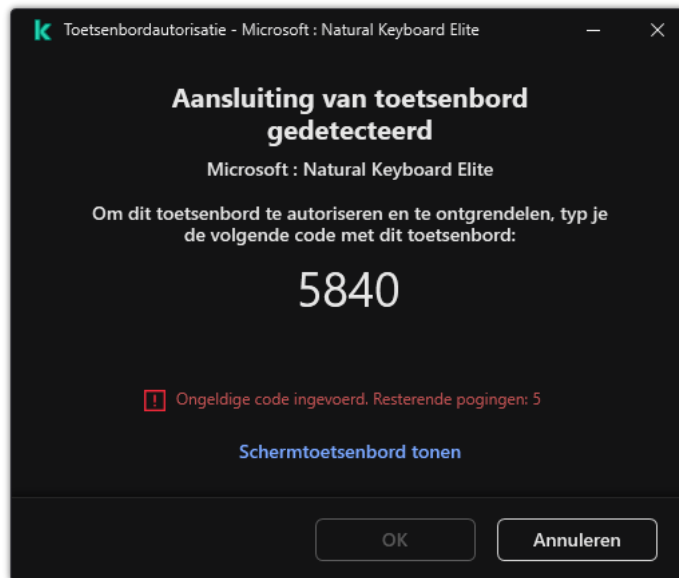 Toetsenbordautorisatie - Microsoft : Natural Keyboard Elite
Aansluiting van toetsenbord
gedetecteerd
Microsoft : Natural Keyboard Elite
Om dit toetsenbord te autoriseren en te ontgrendelen, typ je
de volgende code met dit toetsenbord:
5840
Ongeldige code ingevoerd. Resterende pogingen: 5
Schermtoetsenbord tonen
OK
Annuleren